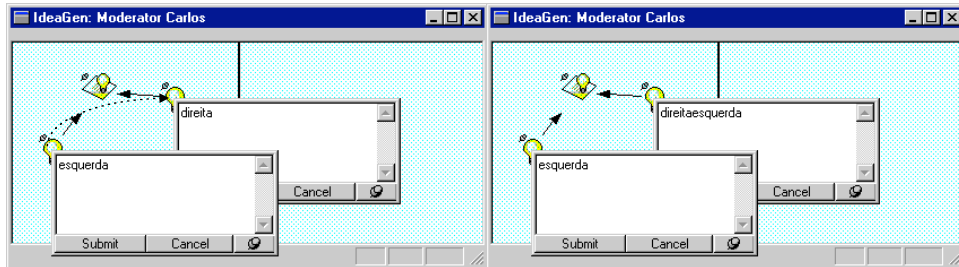 IdeaGen: Moderator Carlos
direita
Cancel
esquerda
Submit Cancel
IdeaGen: Moderator Carlos
direitaesquerda
Cancel
esquerda
Submit Cancel